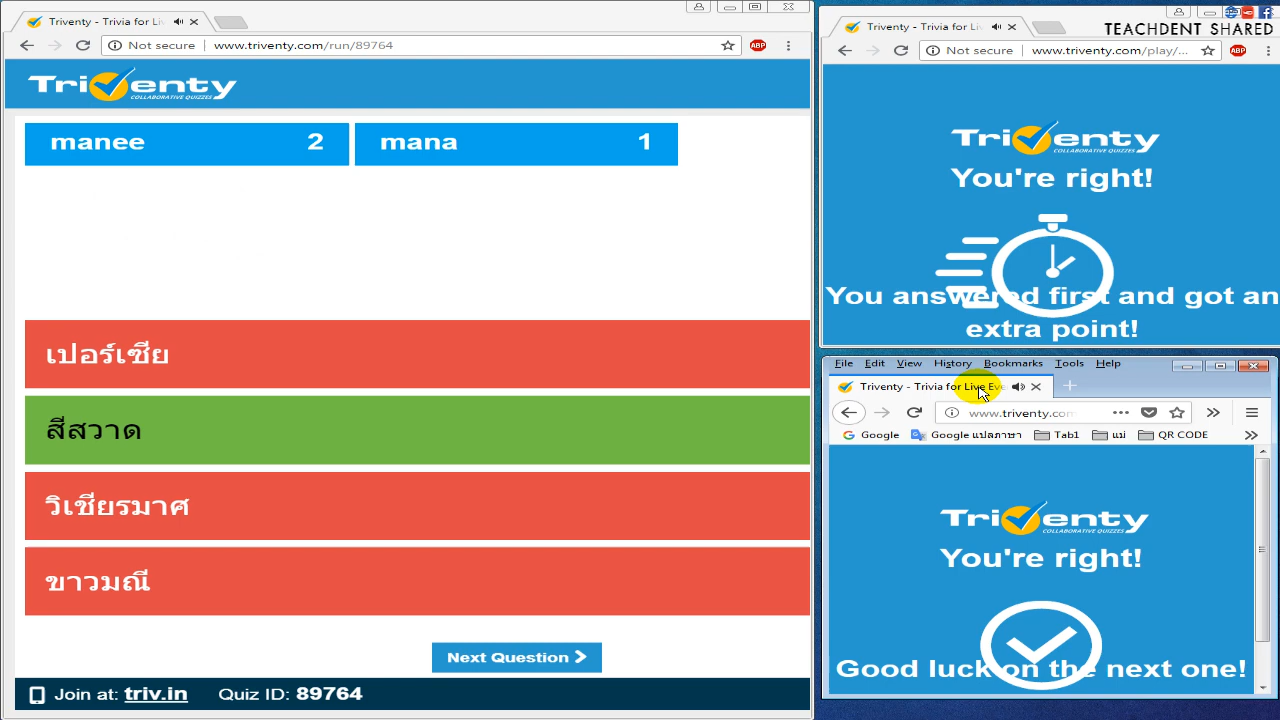 Triventy - Trivia for Li
Not secure
www.triventy.com/run/89764
ABP
Triventy
COLLABORATIVE QUIZZES
manee 2
mana 1
เปอร์เซีย
สีสวาด
วิเชียรมาศ
ขาวมณี
Next Question
Join at: triv.in
Quiz ID: 89764
TEACHDENT SHARED
Triventy - Trivia for Liv
Not secure
www.triventy.com/play/...
ABP
Triventy
COLLABORATIVE QUIZZES
You're right!
You answered first and got an
extra point!
File Edit View History Bookmarks Tools Help
Triventy - Trivia for Live Eve
www.triventy.com
Google
Google แปลภาษา
Tab1
แม่
QR CODE
Triventy
COLLABORATIVE QUIZZES
You're right!
Good luck on the next one!